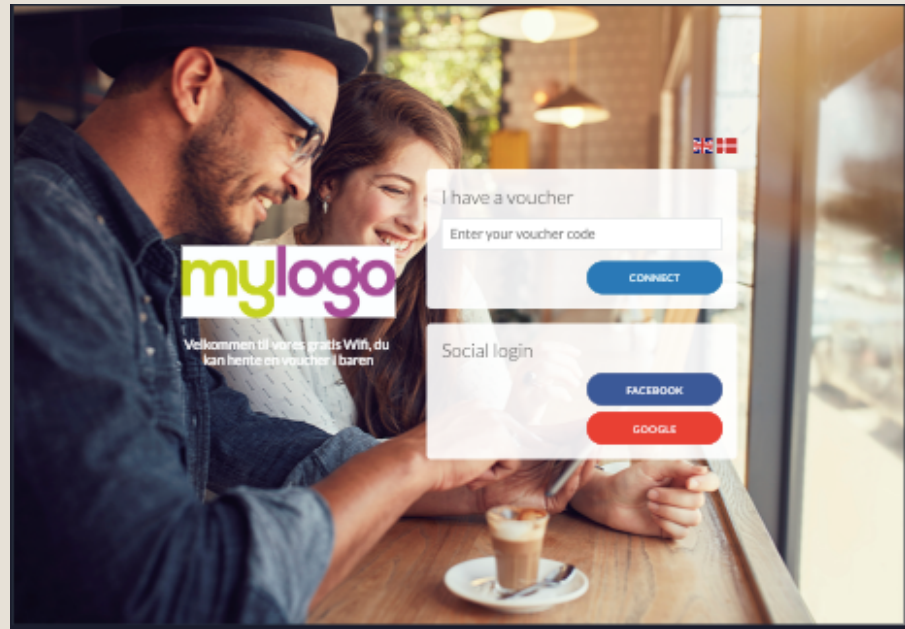 mylogo
Velkommen til vores gratis Wifi, du
kan hente en voucher i baren
I have a voucher
Enter your voucher code
CONNECT
Social login
FACEBOOK
GOOGLE